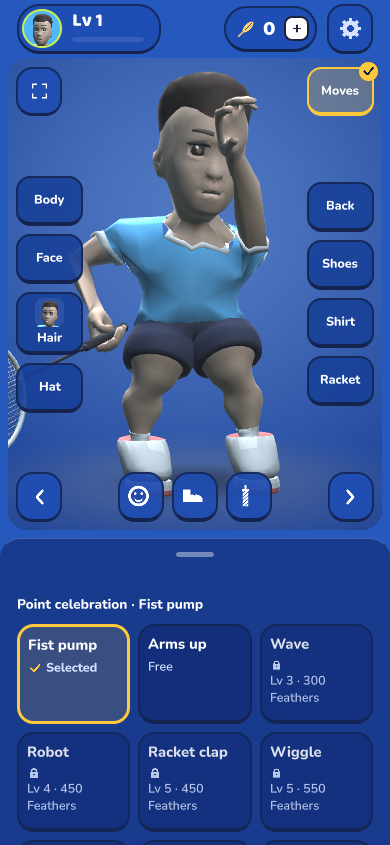 Lv 1
0
Moves
Body
Back
Face
Shoes
Hair
Shirt
Hat
Racket
Point celebration · Fist pump
Fist pump
Selected
Arms up
Free
Wave
Lv 3 · 300
Feathers
Robot
Lv 4 · 450
Feathers
Racket clap
Lv 5 · 450
Feathers
Wiggle
Lv 5 · 550
Feathers